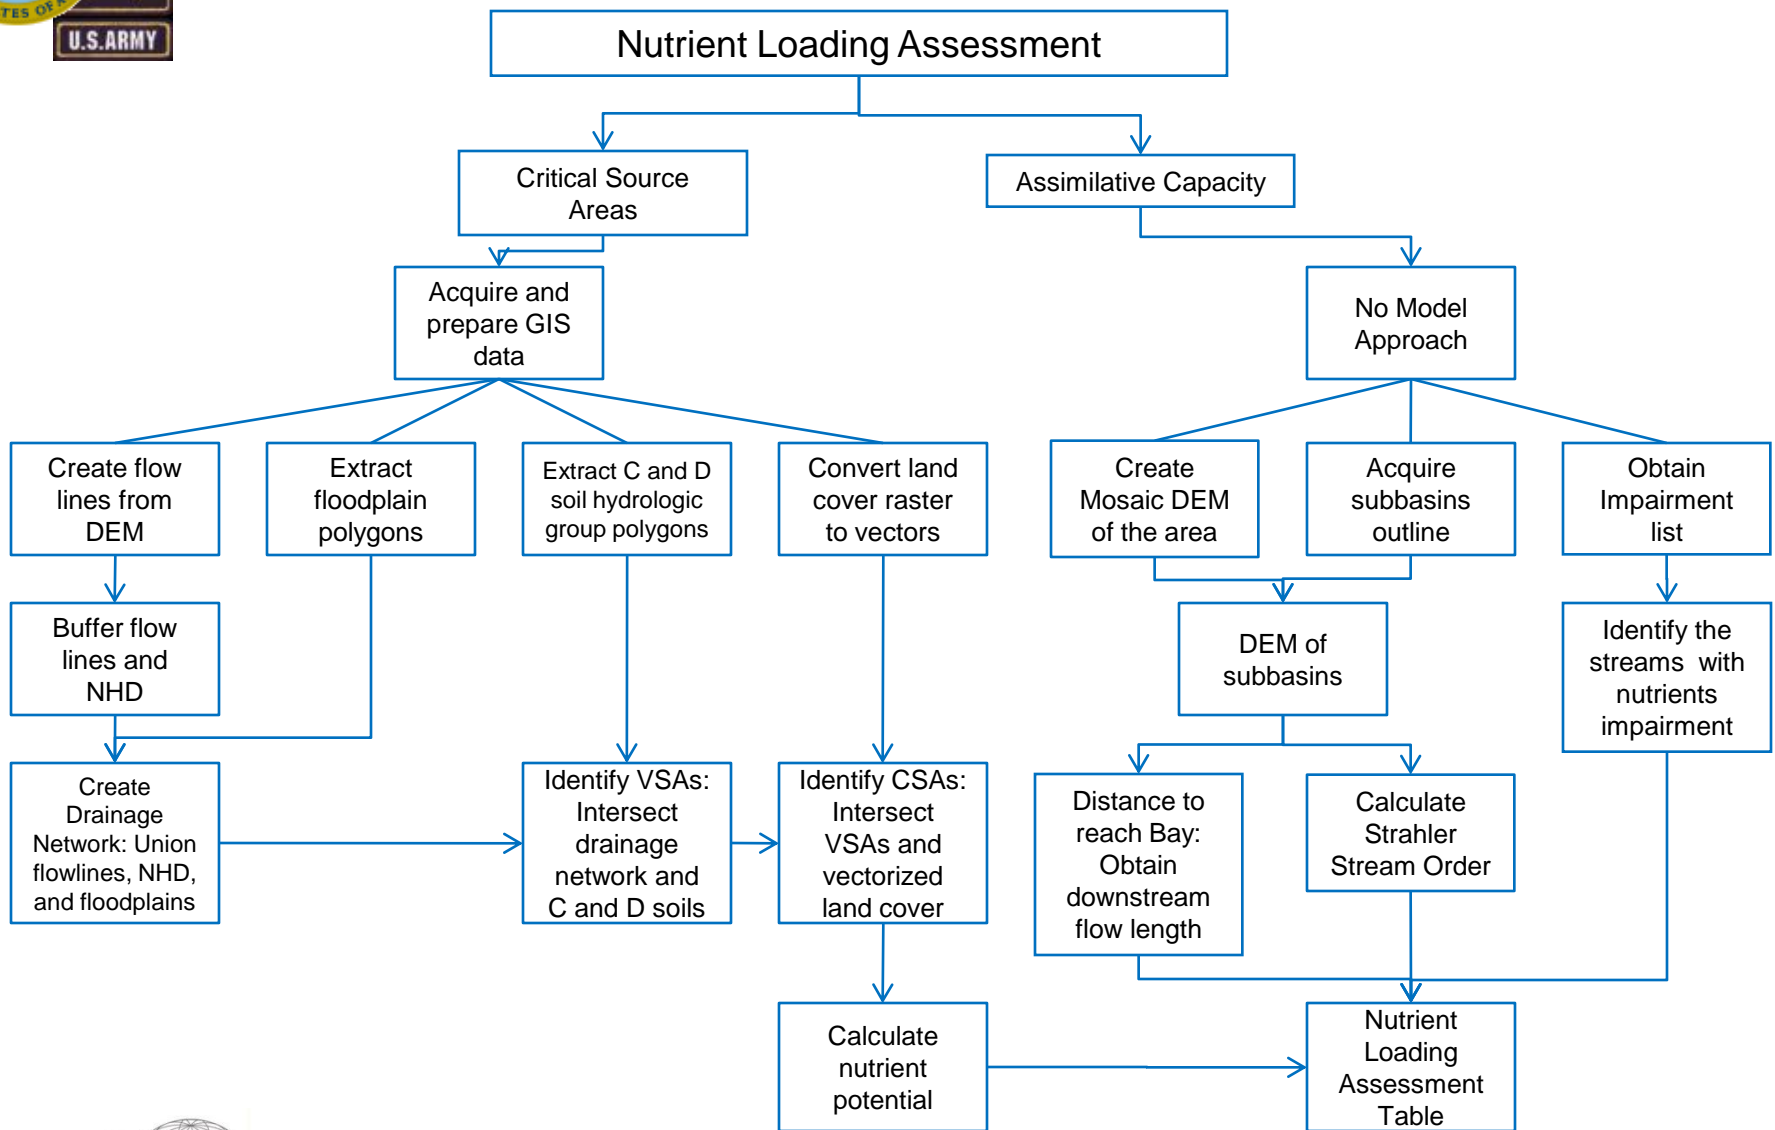 TES OF
U.S.ARMY
Nutrient Loading Assessment
Critical Source
Areas
Assimilative Capacity
Acquire and
prepare GIS
data
No Model
Approach
Create flow
lines from
DEM
Extract
floodplain
polygons
Extract C and D
soil hydrologic
group polygons
Convert land
cover raster
to vectors
Create
Mosaic DEM
of the area
Acquire
subbasins
outline
Obtain
Impairment
list
Buffer flow
lines and
NHD
DEM of
subbasins
Identify the
streams with
nutrients
impairment
Create
Drainage
Network: Union
flowlines, NHD,
and floodplains
Identify VSAs:
Intersect
drainage
network and
C and D soils
Identify CSAs:
Intersect
VSAs and
vectorized
land cover
Distance to
reach Bay:
Obtain
downstream
flow length
Calculate
Strahler
Stream Order
Calculate
nutrient
potential
Nutrient
Loading
Assessment
Table